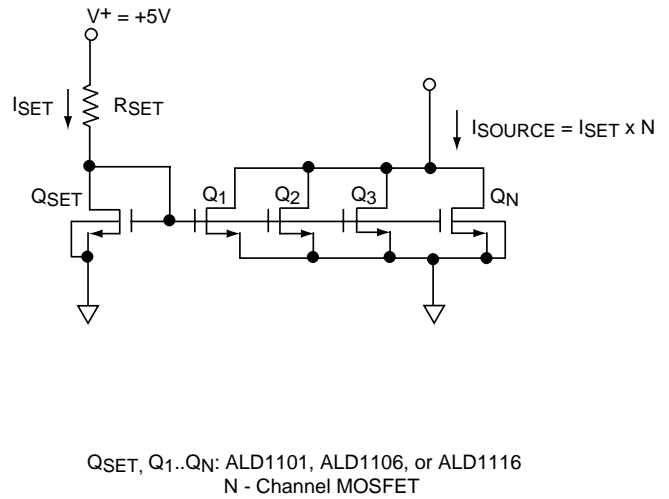 V+ = +5V
ISET
RSET
ISOURCE = ISET x N
QSET
Q1
Q2
Q3
QN
QSET, Q1..QN: ALD1101, ALD1106, or ALD1116
N - Channel MOSFET